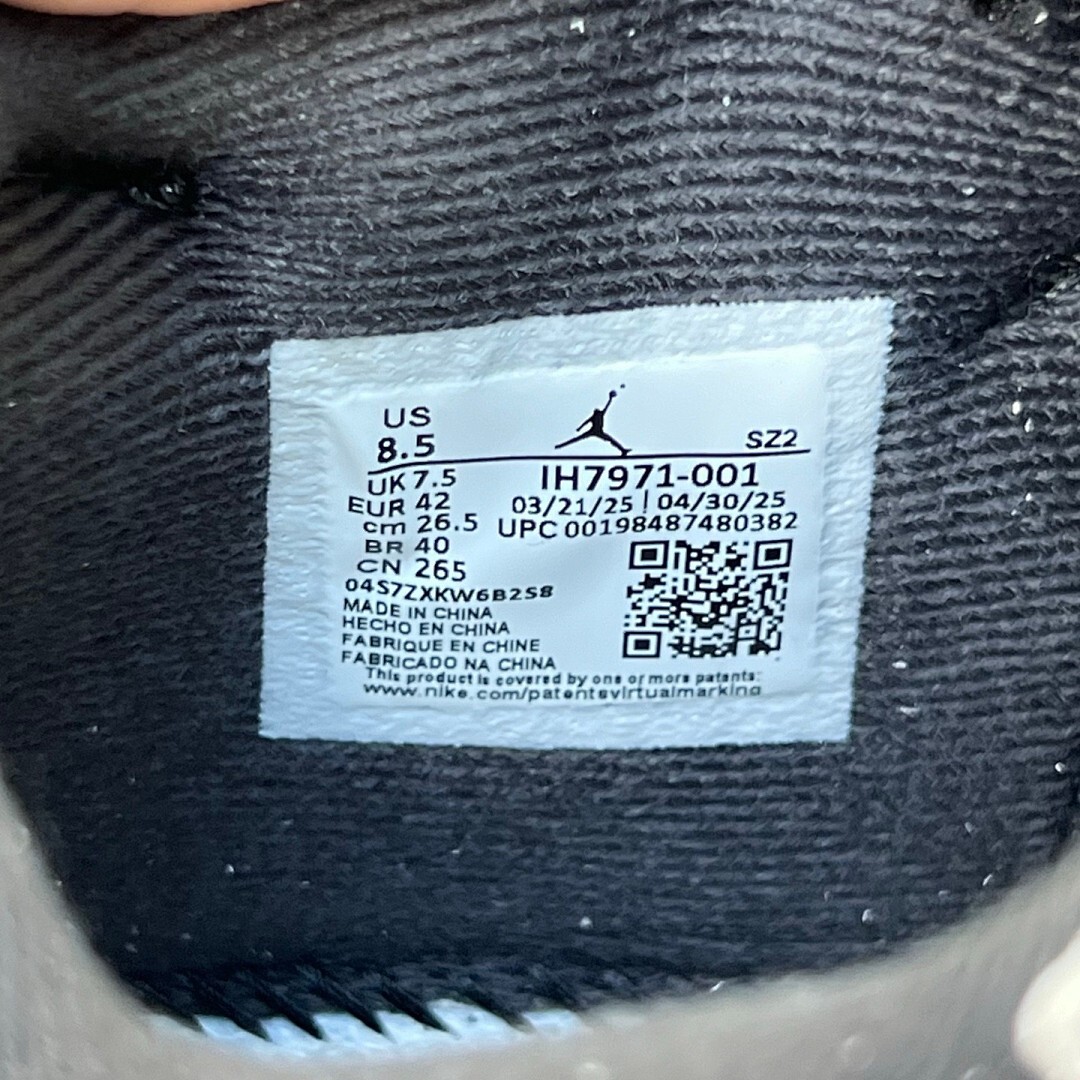 US
8.5 SZ2
UK 7.5 IH7971-001
EUR 42 03/21/25 | 04/30/25
cm 26.5 UPC 00198487480382
BR 40
CN 265
04S7ZXKW6B2S8
MADE IN CHINA
HECHO EN CHINA
FABRIQUE EN CHINE
FABRICADO NA CHINA
This product is covered by one or more patents:
www.nike.com/patentsvirtualmarking